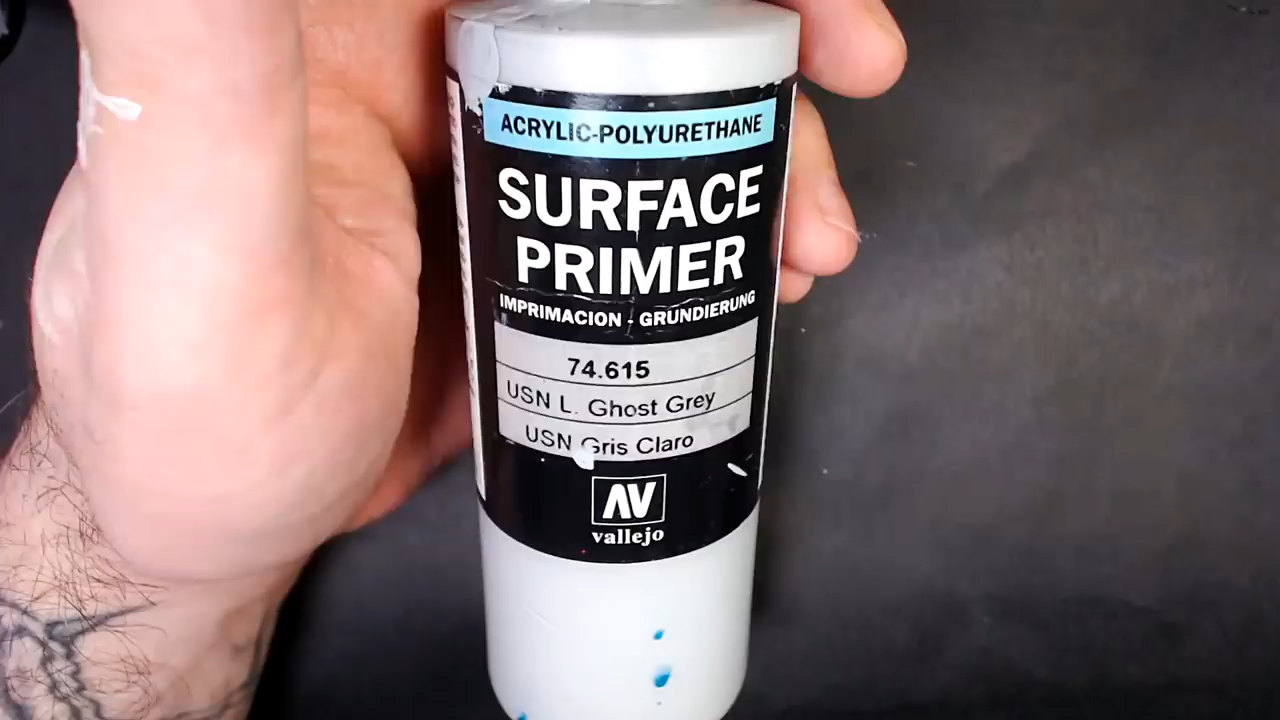 ACRYLIC-POLYURETHANE
SURFACE
PRIMER
IMPRIMACION - GRUNDIERUNG
74.615
USN L. Ghost Grey
USN Gris Claro
AV
vallejo